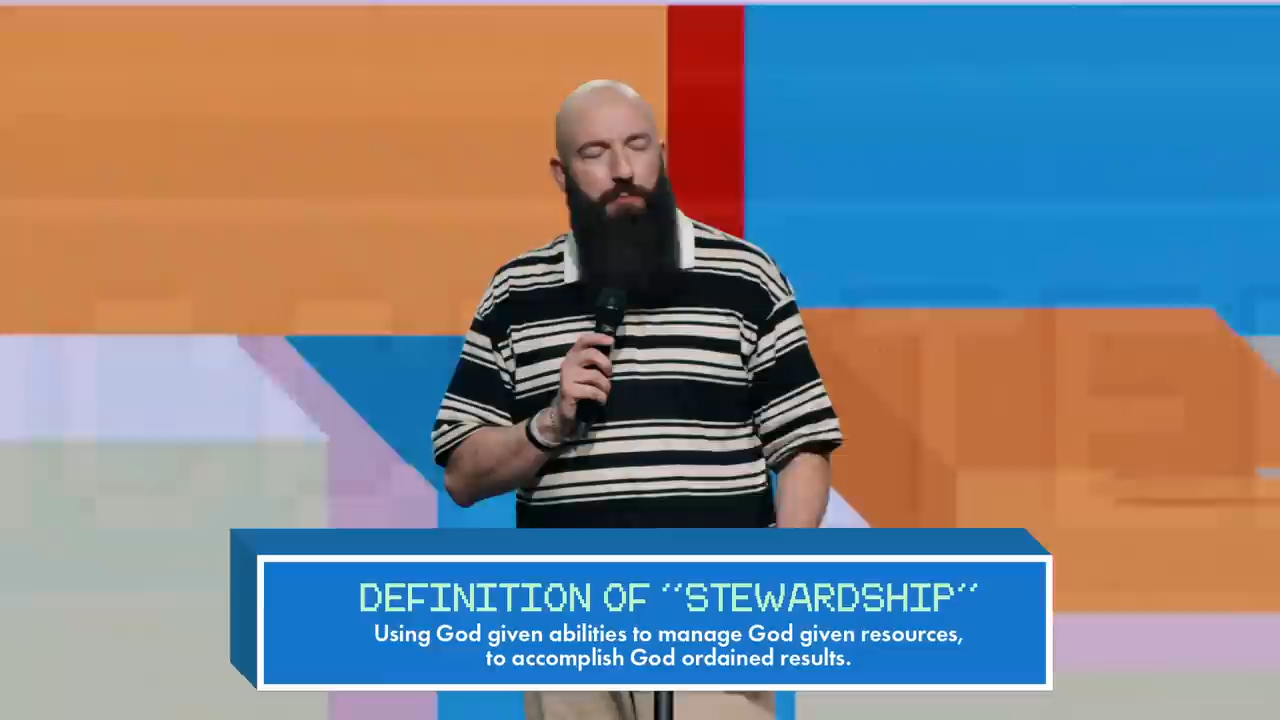 DEFINITION OF “STEWARDSHIP”
Using God given abilities to manage God given resources,
to accomplish God ordained results.